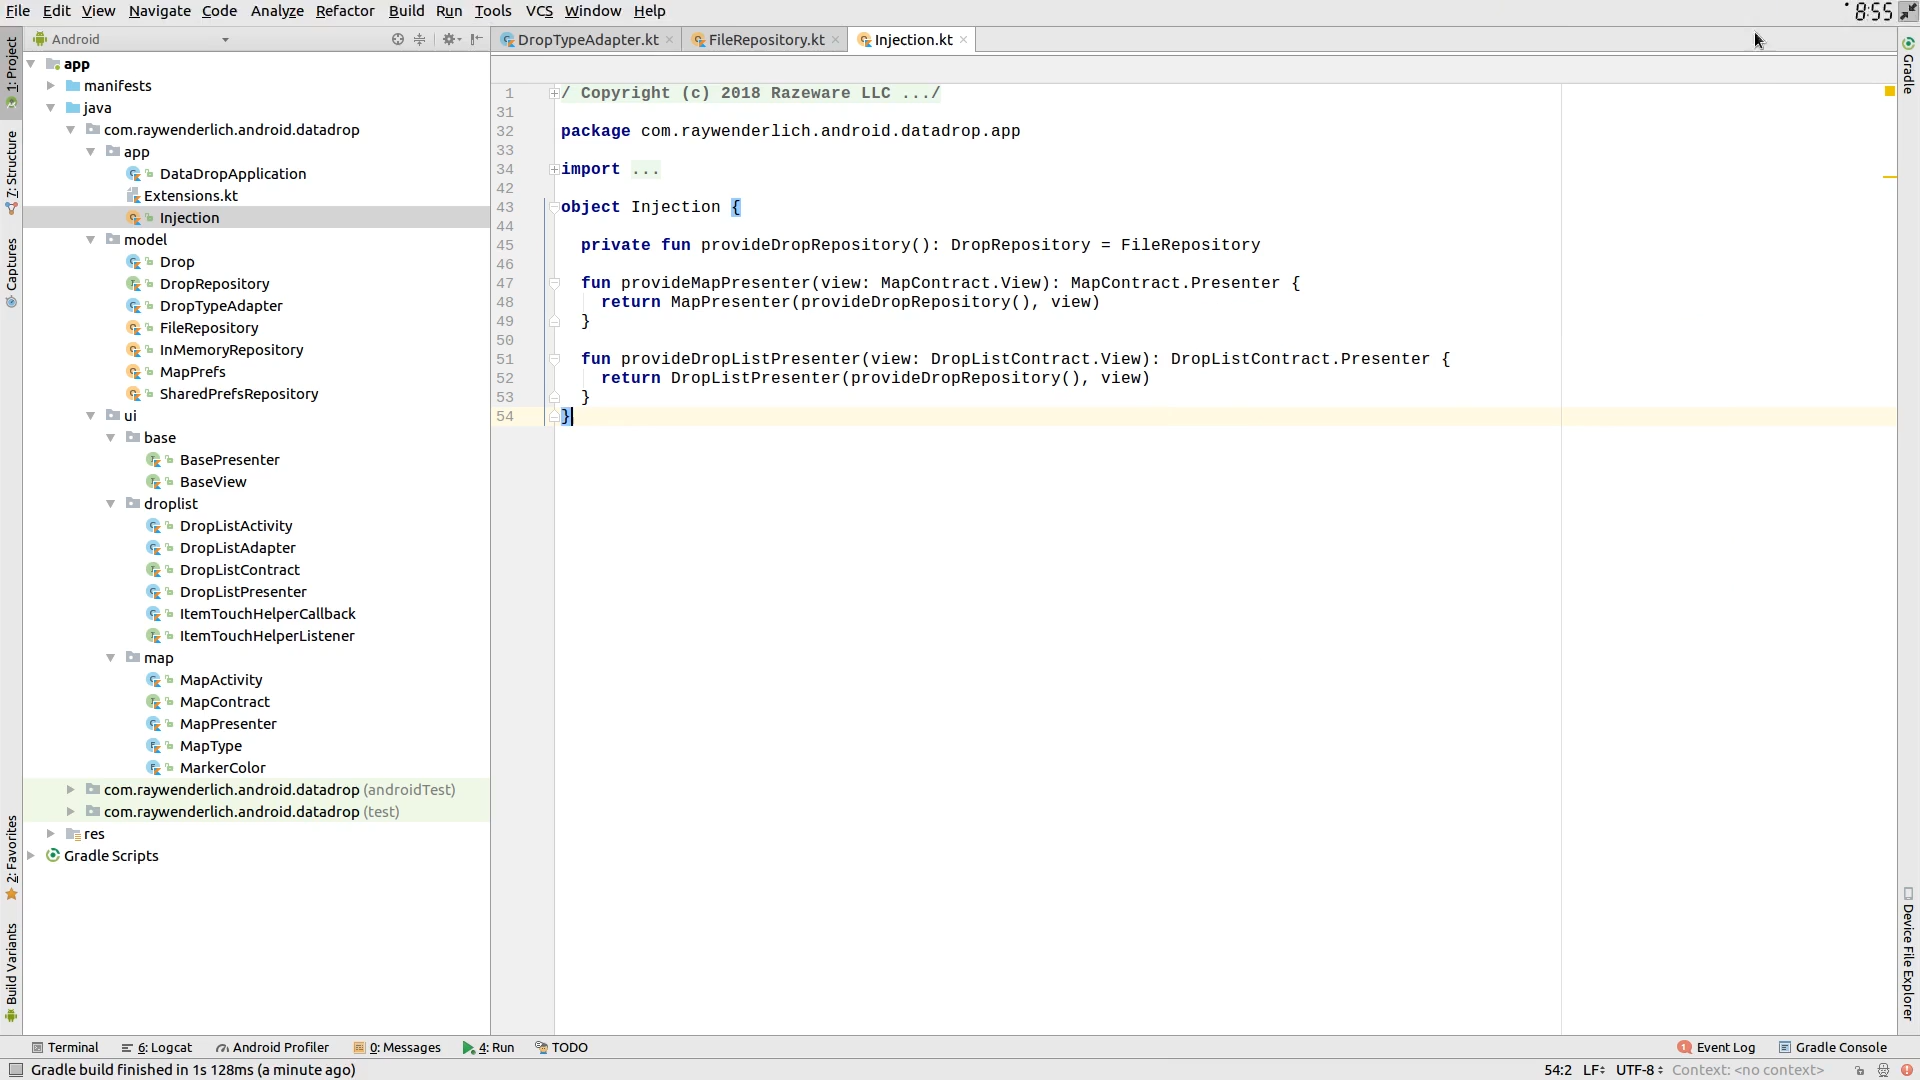 File Edit View Navigate Code Analyze Refactor Build Run Tools VCS Window Help
8:55
Android
DropTypeAdapter.kt FileRepository.kt Injection.kt
1: Project
7: Structure
Captures
2: Favorites
Build Variants
app
manifests
java
com.raywenderlich.android.datadrop
app
DataDropApplication
Extensions.kt
Injection
model
Drop
DropRepository
DropTypeAdapter
FileRepository
InMemoryRepository
MapPrefs
SharedPrefsRepository
ui
base
BasePresenter
BaseView
droplist
DropListActivity
DropListAdapter
DropListContract
DropListPresenter
ItemTouchHelperCallback
ItemTouchHelperListener
map
MapActivity
MapContract
MapPresenter
MapType
MarkerColor
com.raywenderlich.android.datadrop (androidTest)
com.raywenderlich.android.datadrop (test)
res
Gradle Scripts
1 / Copyright (c) 2018 Razeware LLC .../
31
32 package com.raywenderlich.android.datadrop.app
33
34 import ...
42
43 object Injection {
44
45 private fun provideDropRepository(): DropRepository = FileRepository
46
47 fun provideMapPresenter(view: MapContract.View): MapContract.Presenter {
48 return MapPresenter(provideDropRepository(), view)
49 }
50
51 fun provideDropListPresenter(view: DropListContract.View): DropListContract.Presenter {
52 return DropListPresenter(provideDropRepository(), view)
53 }
54 }
Gradle
Device File Explorer
Terminal 6: Logcat Android Profiler 0: Messages 4: Run TODO 1 Event Log Gradle Console
Gradle build finished in 1s 128ms (a minute ago) 54:2 LF UTF-8 Context: <no context>